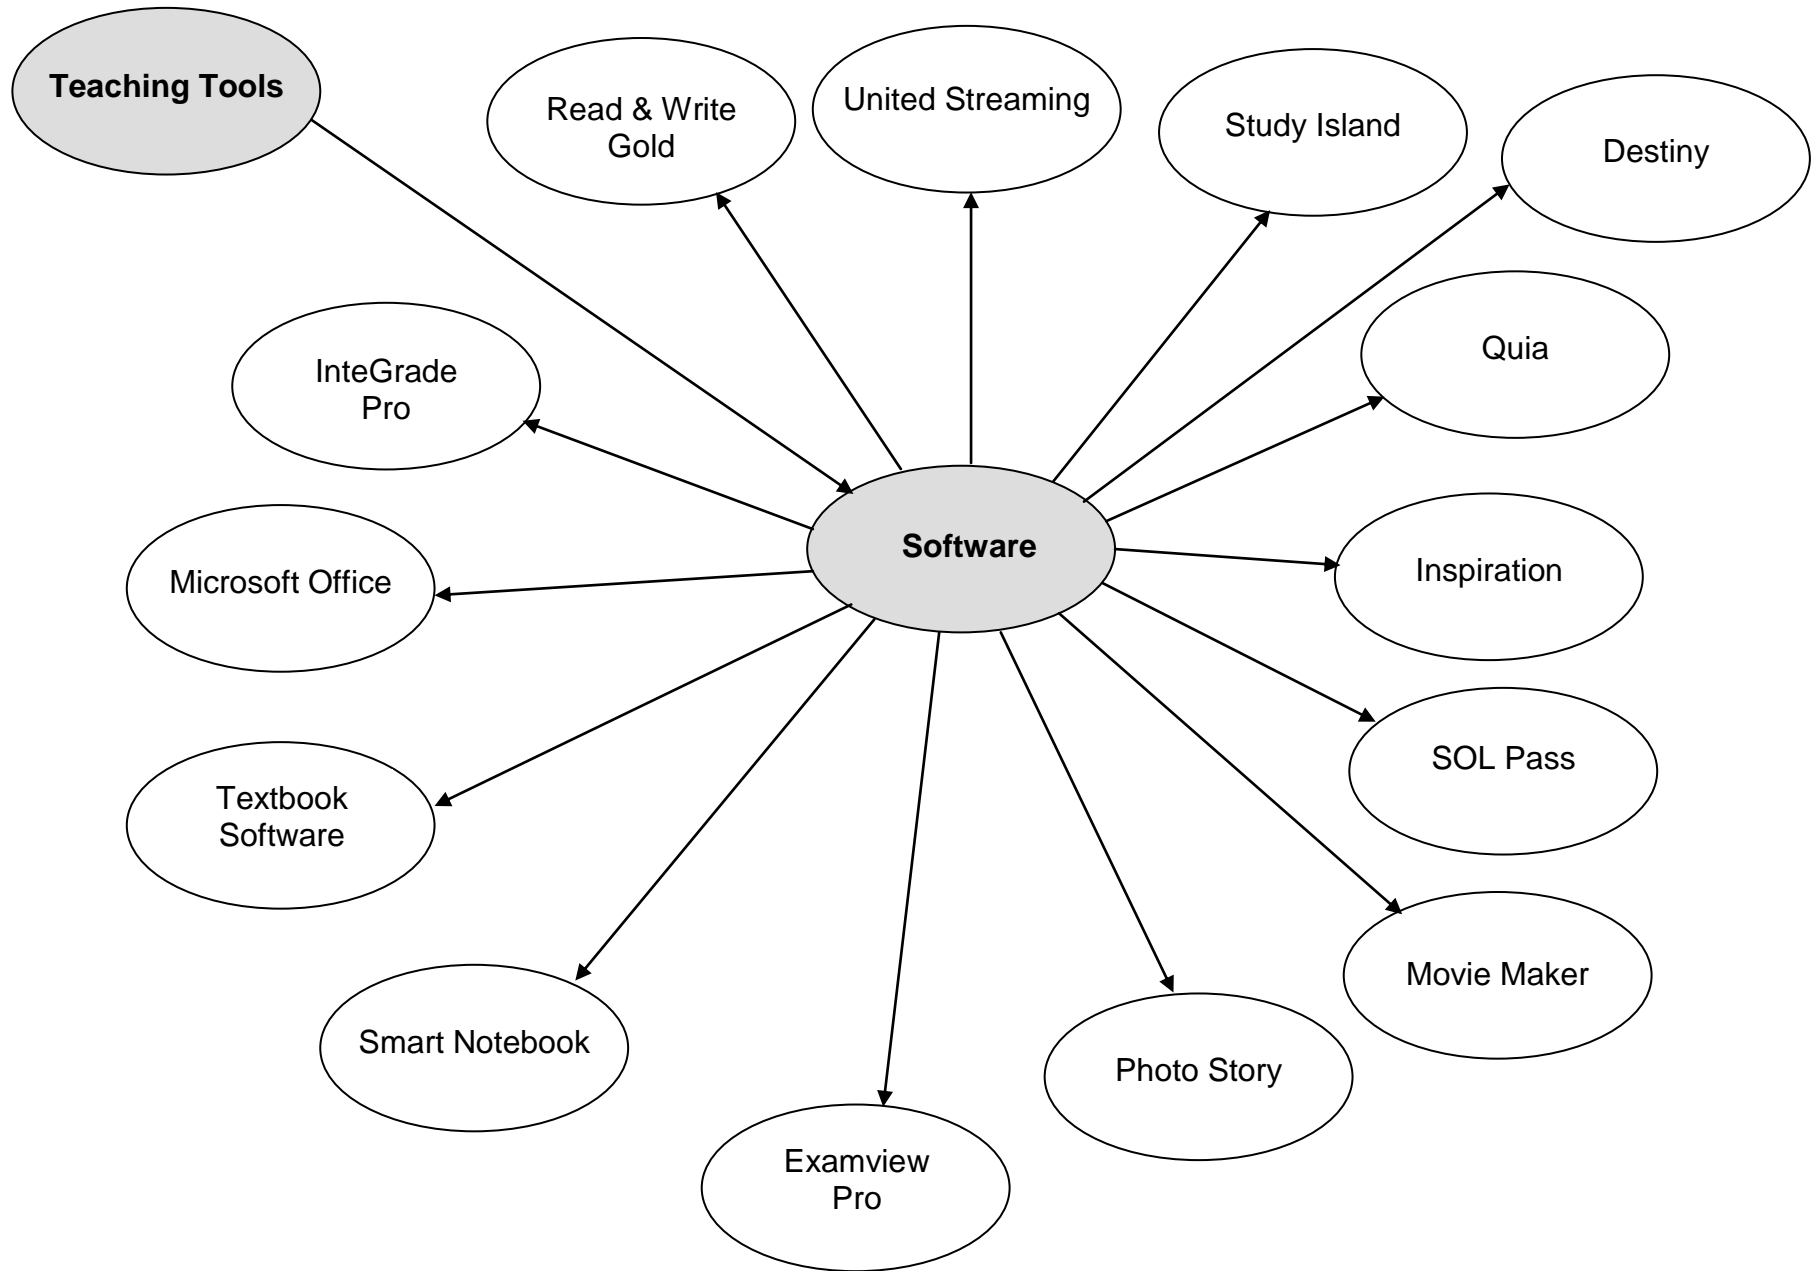 Teaching Tools
Read & Write
Gold
United Streaming
Study Island
Destiny
InteGrade
Pro
Quia
Microsoft Office
Software
Inspiration
Textbook
Software
SOL Pass
Smart Notebook
Examview
Pro
Photo Story
Movie Maker